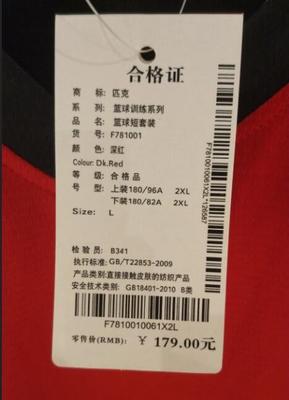 合格证
商 标: 匹克
系 列: 篮球训练系列
品 名: 篮球短套装
货 号: F781001
颜 色: 深红
Colour: Dk.Red
等 级: 合格品
号 型: 上装180/96A 2XL
下装180/82A 2XL
Size: L
检 验 员: B341
执行标准: GB/T22853-2009
产品类别: 直接接触皮肤的纺织产品
安全技术类别: GB18401-2010 B类
F7810010061X2L
零售价(RMB): ￥ 179.00元
F7810010061X2L*126587